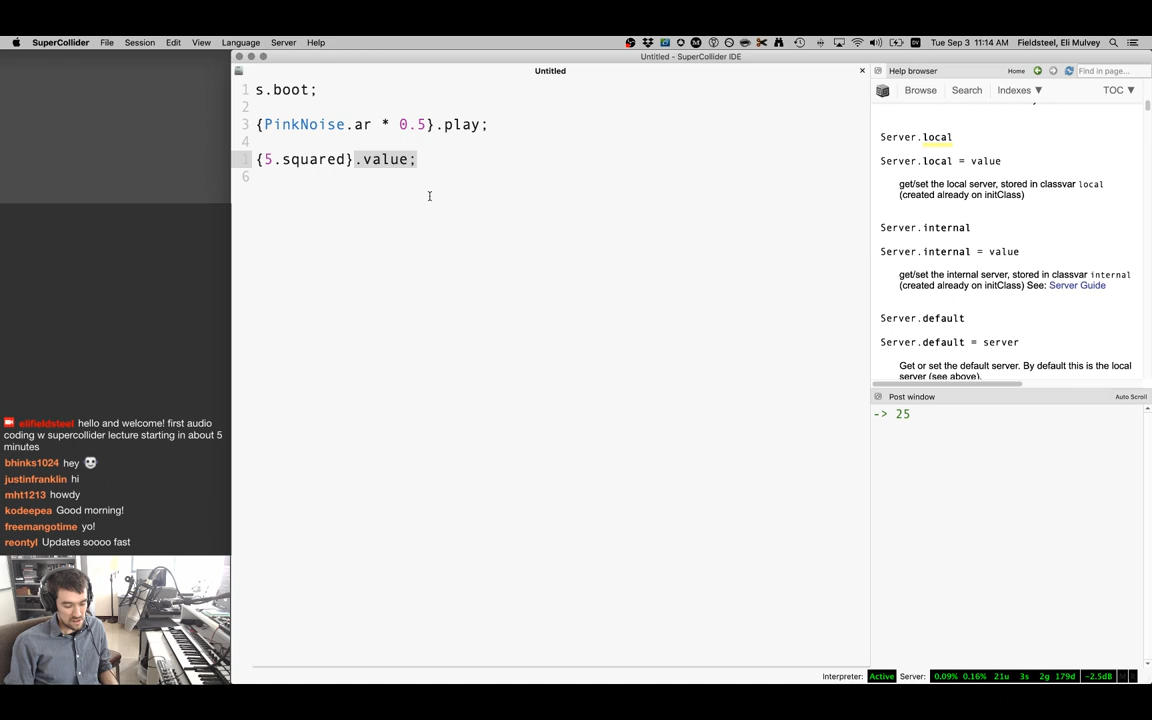 SuperCollider File Session Edit View Language Server Help Tue Sep 3 11:14 AM Fieldsteel, Eli Mulvey
Untitled - SuperCollider IDE
Untitled
1 s.boot;
2
3 {PinkNoise.ar * 0.5}.play;
4
1 {5.squared}.value;
6
Help browser Home Find in page...
Browse Search Indexes ▼ TOC ▼
Server.local
Server.local = value
get/set the local server, stored in classvar local
(created already on initClass)
Server.internal
Server.internal = value
get/set the internal server, stored in classvar internal
(created already on initClass) See: Server Guide
Server.default
Server.default = server
Get or set the default server. By default this is the local
server (see above).
Post window Auto Scroll
-> 25
elifieldsteel hello and welcome! first audio
coding w supercollider lecture starting in about 5
minutes
bhinks1024 hey
justinfranklin hi
mht1213 howdy
kodeepea Good morning!
freemangotime yo!
reontyl Updates soooo fast
Interpreter: Active Server: 0.09% 0.16% 21u 3s 2g 179d -2.5dB M R